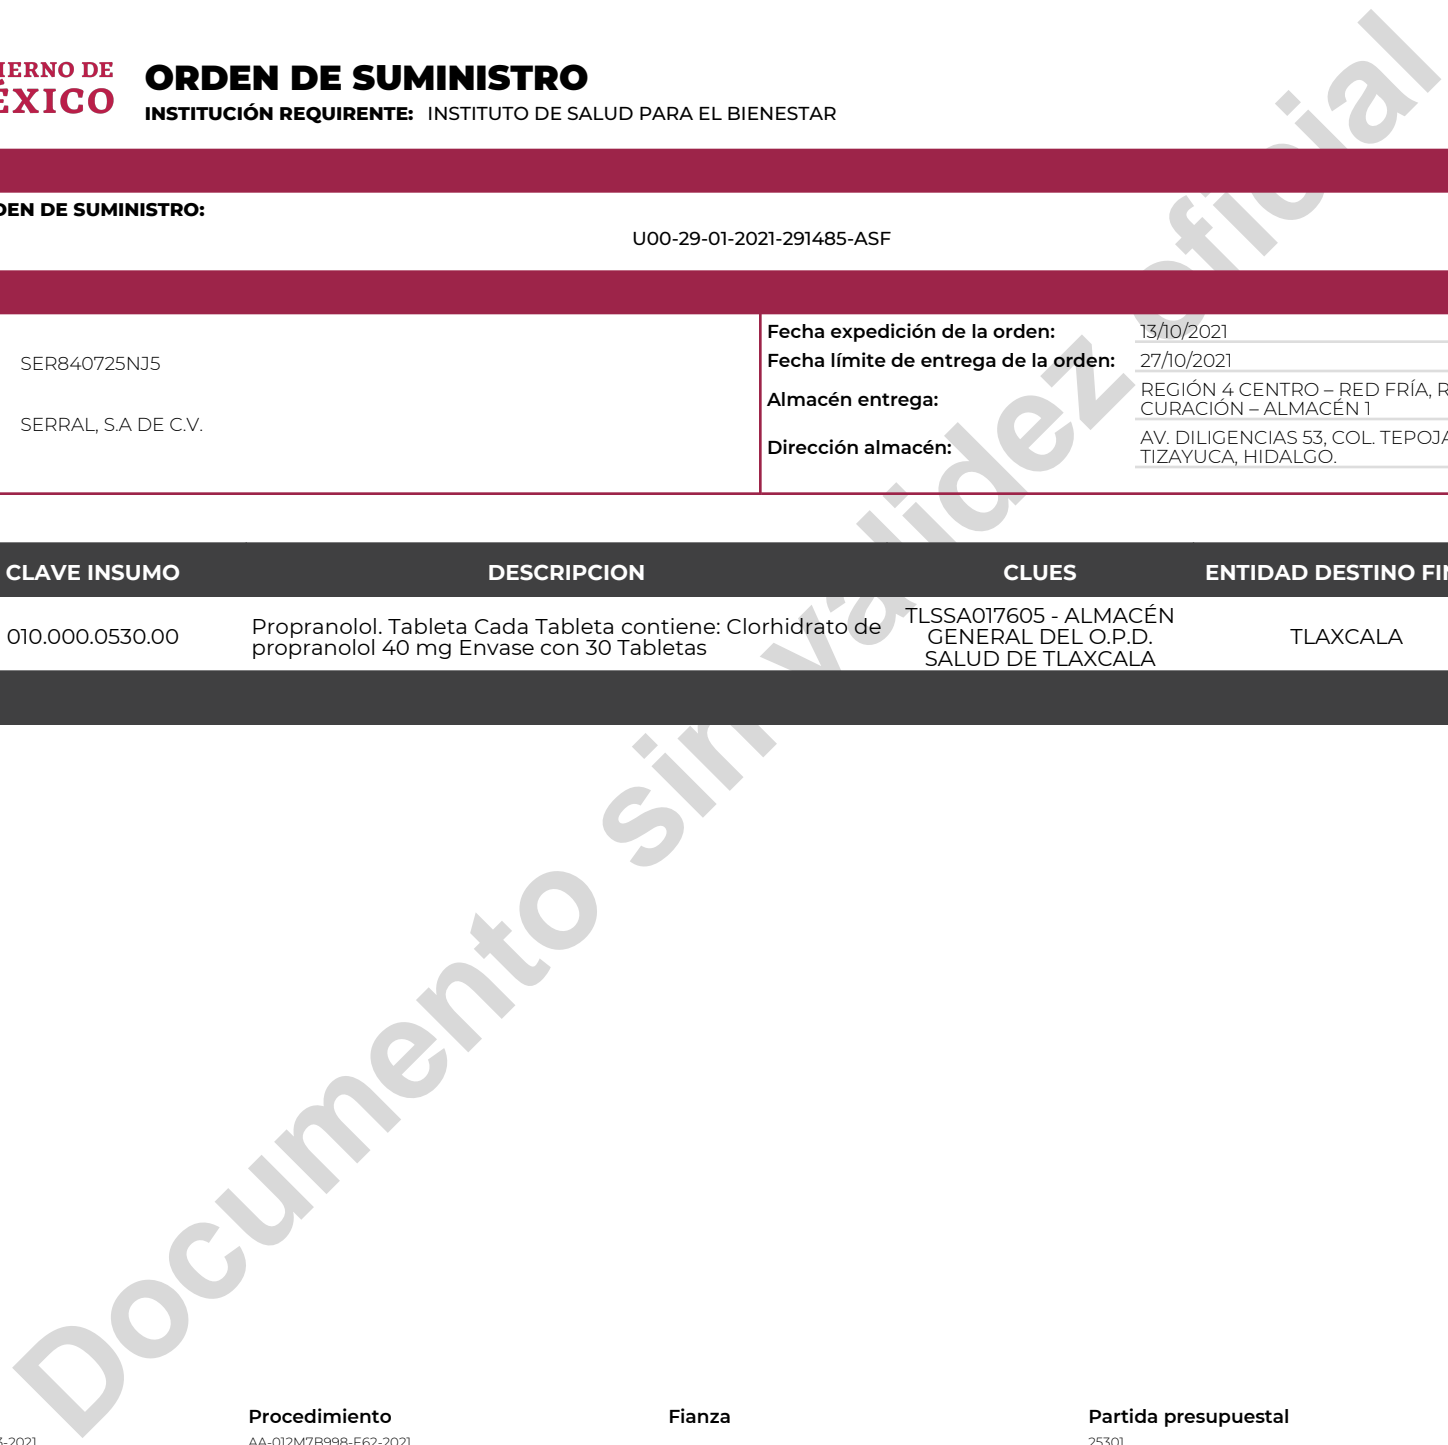 ORDEN DE SUMINISTRO
INSTITUCIÓN REQUIRENTE: INSTITUTO DE SALUD PARA EL BIENESTAR
DE
DE SUMINISTRO:
U00-29-01-2021-291485-ASF
SER840725NJ5
SERRAL, S.A DE C.V.
Fecha expedición de la orden: 13/10/2021
Fecha límite de entrega de la orden: 27/10/2021
Almacén entrega: REGIÓN 4 CENTRO – RED FRÍA,
CURACIÓN – ALMACÉN 1
Dirección almacén: AV. DILIGENCIAS 53, COL.
TIZAYUCA, HIDALGO.
CLAVE INSUMO DESCRIPCION CLUES ENTIDAD DESTINO
010.000.0530.00 Propranolol. Tableta Cada Tableta contiene: Clorhidrato de
propranolol 40 mg Envase con 30 Tabletas
TLSSA017605 - ALMACÉN
GENERAL DEL O.P.D.
SALUD DE TLAXCALA
TLAXCALA
Documento sin validez oficial
Procedimiento Fianza Partida presupuestal
AA-012M7B998-E62-2021 25301